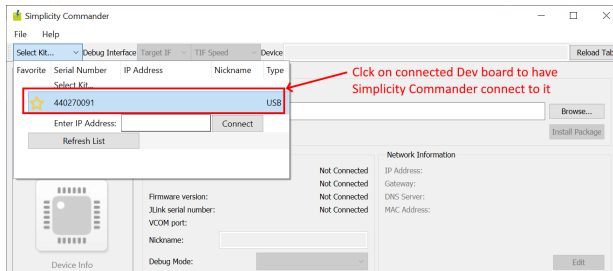 Simplicity Commander
File Help
Select Kit... Debug Interface Target IF TIF Speed Device Reload Tab
Favorite Serial Number IP Address Nickname Type
Select Kit...
440270091 USB
Clck on connected Dev board to have
Simplicity Commander connect to it
Enter IP Address: Connect
Browse...
Refresh List
Install Package
Network Information
Not Connected IP Address:
Not Connected Gateway:
Firmware version: Not Connected DNS Server:
JLink serial number: Not Connected MAC Address:
VCOM port:
Nickname:
Device Info
Debug Mode: Edit